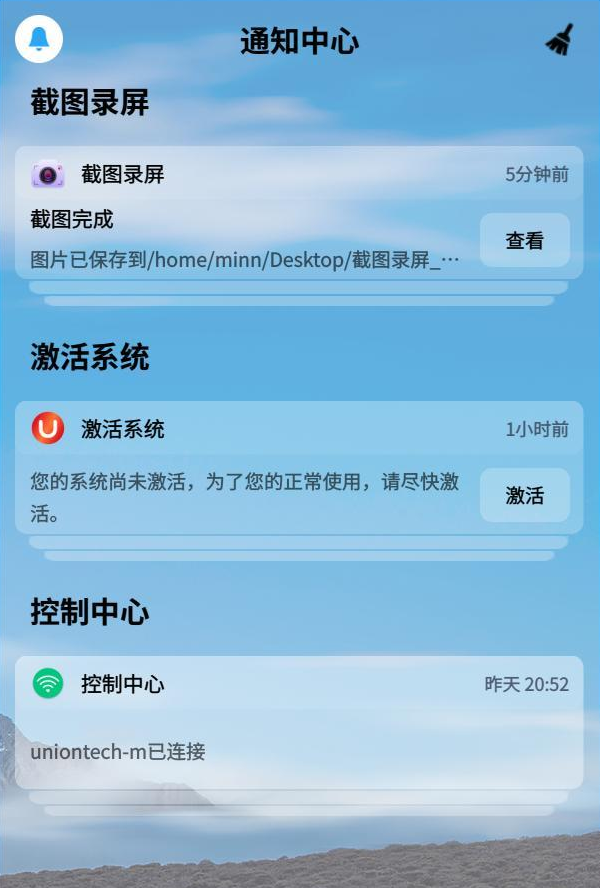 通知中心
截图录屏
截图录屏 5分钟前
截图完成
图片已保存到/home/minn/Desktop/截图录屏_…
查看
激活系统
激活系统 1小时前
您的系统尚未激活，为了您的正常使用，请尽快激
活。
激活
控制中心
控制中心 昨天 20:52
uniontech-m已连接